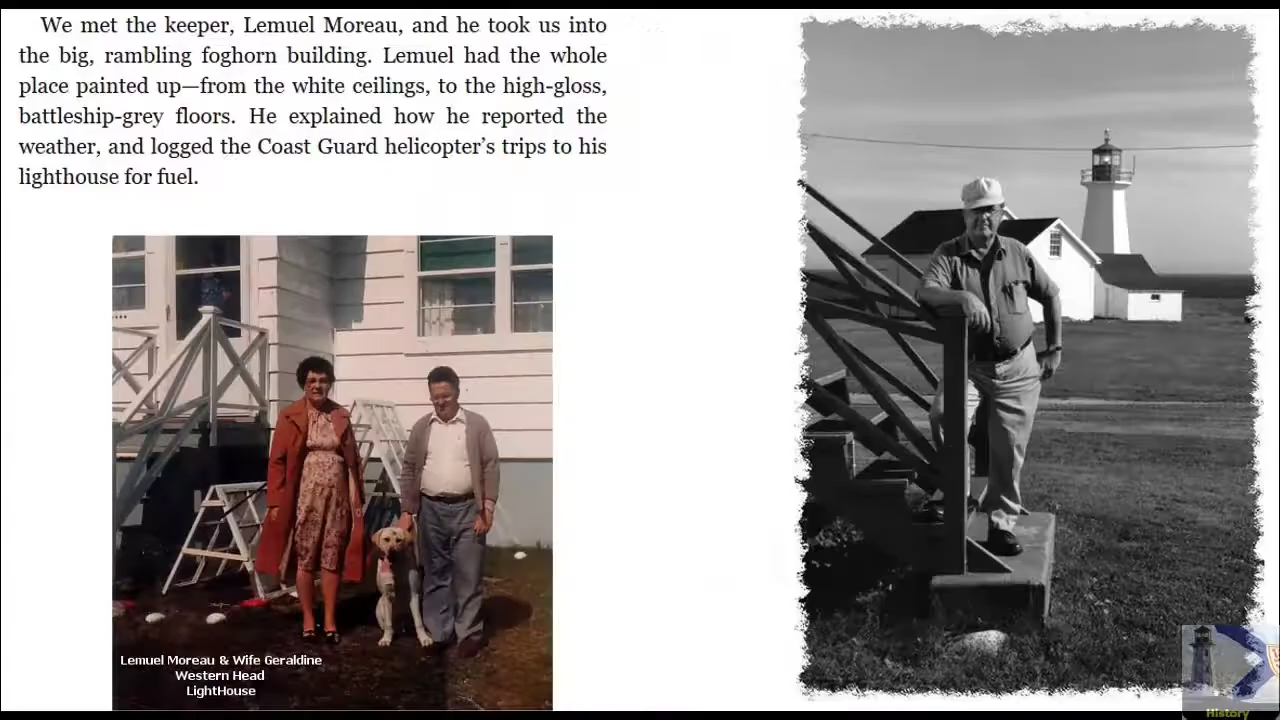 We met the keeper, Lemuel Moreau, and he took us into
the big, rambling foghorn building. Lemuel had the whole
place painted up—from the white ceilings, to the high-gloss,
battleship-grey floors. He explained how he reported the
weather, and logged the Coast Guard helicopter’s trips to his
lighthouse for fuel.
Lemuel Moreau & Wife Geraldine
Western Head
LightHouse
History